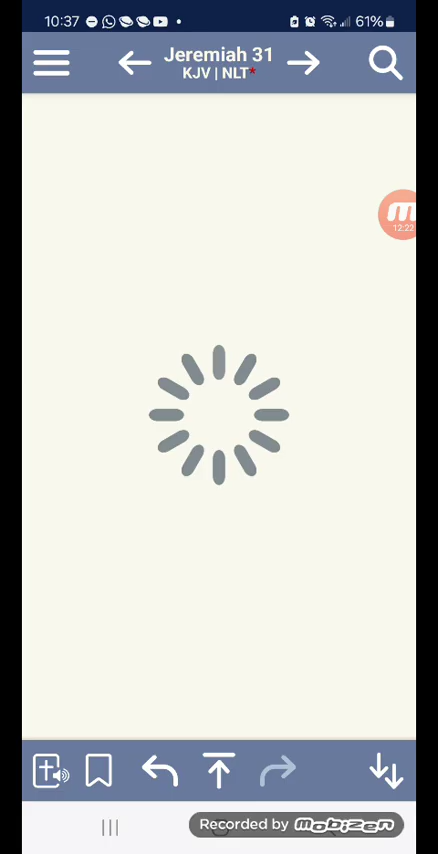 10:37 61%
Jeremiah 31
KJV | NLT*
12:22
Recorded by mobizen